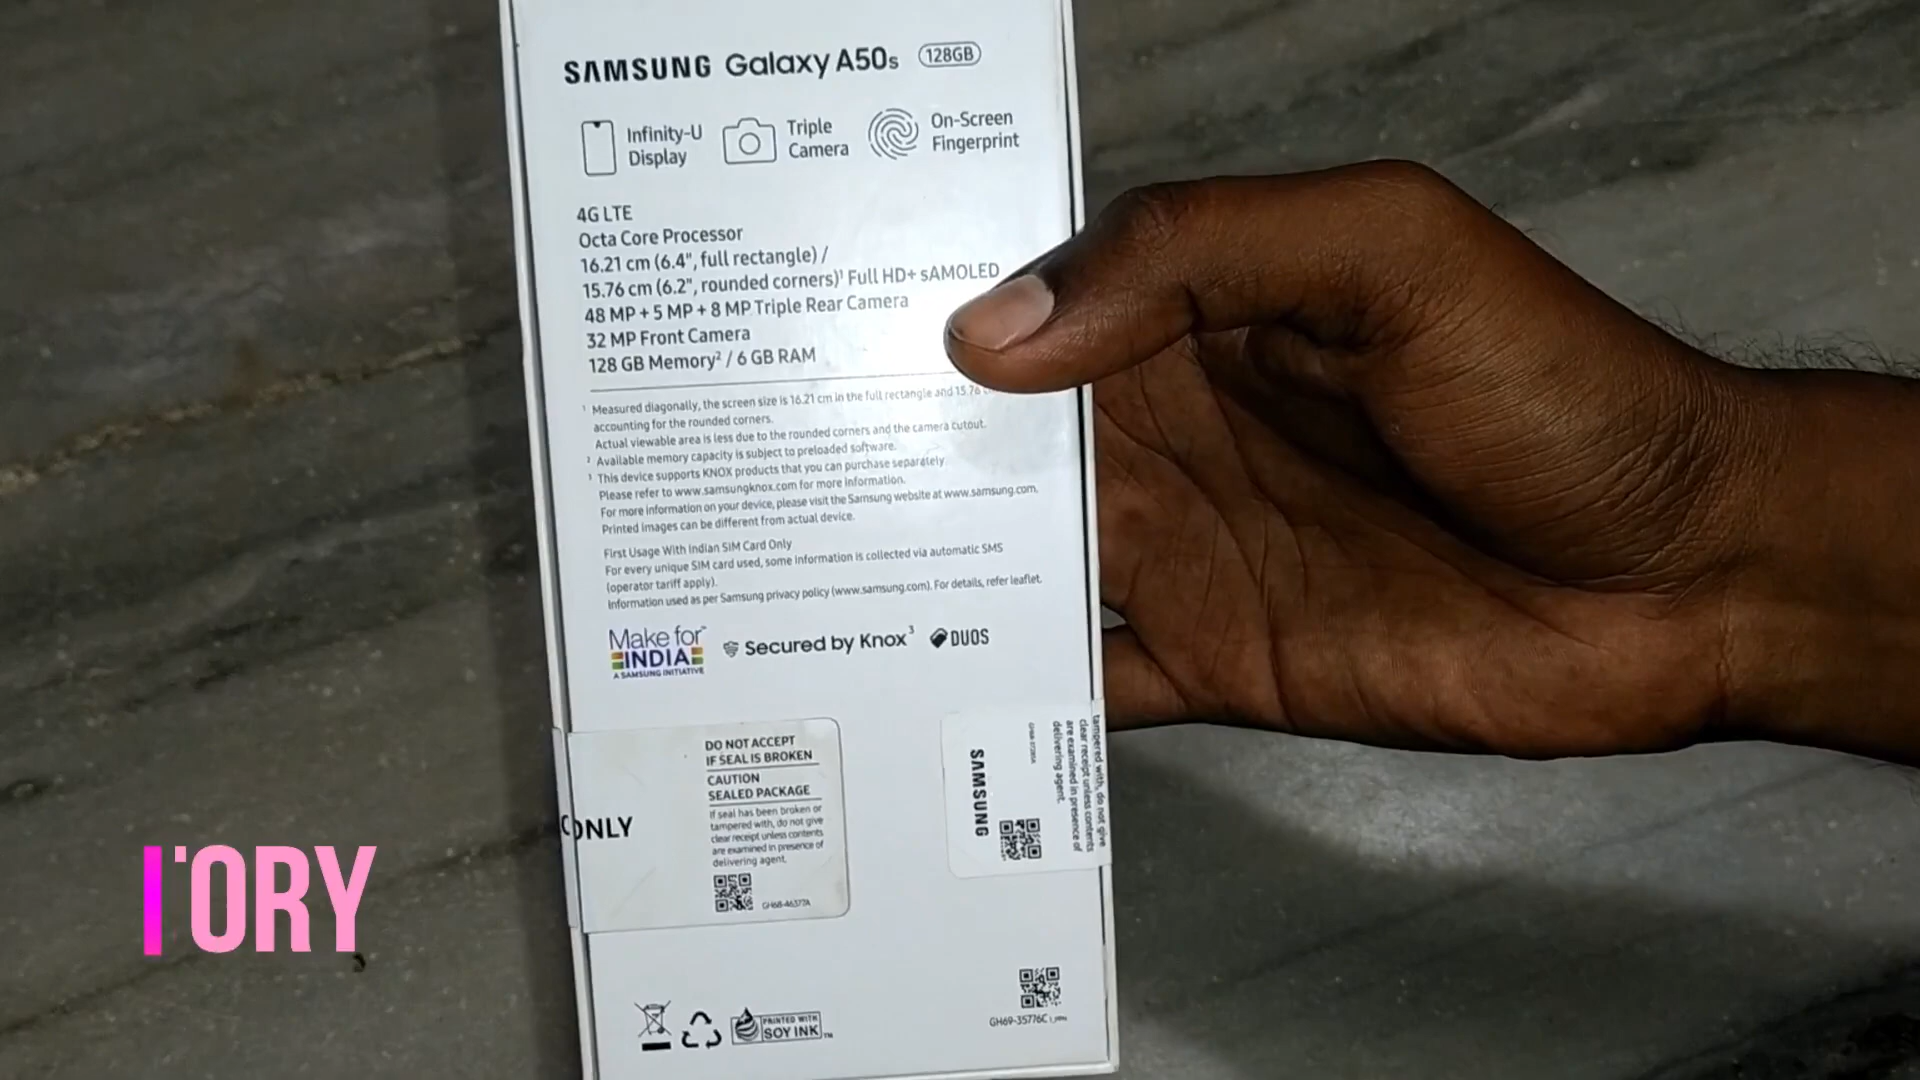 SAMSUNG Galaxy A50s 128GB
Infinity-U
Display
Triple
Camera
On-Screen
Fingerprint
4G LTE
Octa Core Processor
16.21 cm (6.4", full rectangle) /
15.76 cm (6.2", rounded corners)¹ Full HD+ sAMOLED
48 MP + 5 MP + 8 MP Triple Rear Camera
32 MP Front Camera
128 GB Memory² / 6 GB RAM
¹ Measured diagonally, the screen size is 16.21 cm in the full rectangle and 15.76
accounting for the rounded corners.
Actual viewable area is less due to the rounded corners and the camera cutout.
² Available memory capacity is subject to preloaded software.
³ This device supports KNOX products that you can purchase separately.
Please refer to www.samsungknox.com for more information.
For more information on your device, please visit the Samsung website at www.samsung.com.
Printed images can be different from actual device.
First Usage With Indian SIM Card Only
For every unique SIM card used, some information is collected via automatic SMS
(operator tariff apply).
Information used as per Samsung privacy policy (www.samsung.com). For details, refer leaflet.
Make for™
INDIA
A SAMSUNG INITIATIVE
Secured by Knox³
DUOS
DO NOT ACCEPT
IF SEAL IS BROKEN
CAUTION
SEALED PACKAGE
If seal has been broken or
tampered with, do not give
clear receipt unless contents
are examined in presence of
delivering agent.
GH68-46377A
ONLY
SAMSUNG
tampered with, do not give
clear receipt unless contents
are examined in presence of
delivering agent.
ORY
PRINTED WITH
SOY INK™
GH69-35776C